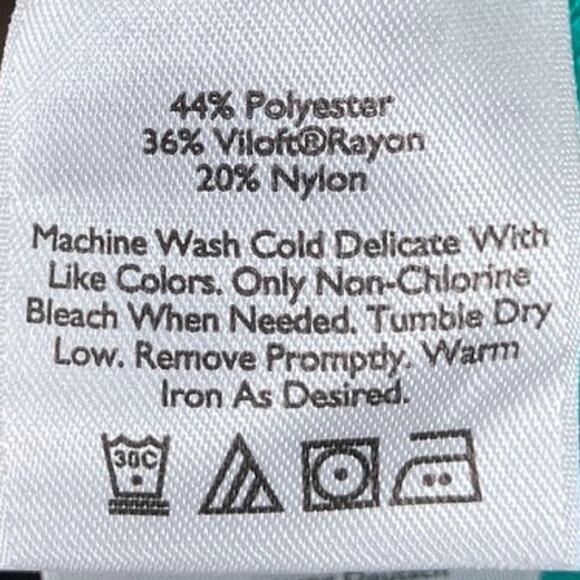 44% Polyester
36% Viloft®Rayon
20% Nylon
Machine Wash Cold Delicate With
Like Colors. Only Non-Chlorine
Bleach When Needed. Tumble Dry
Low. Remove Promptly. Warm
Iron As Desired.
30C